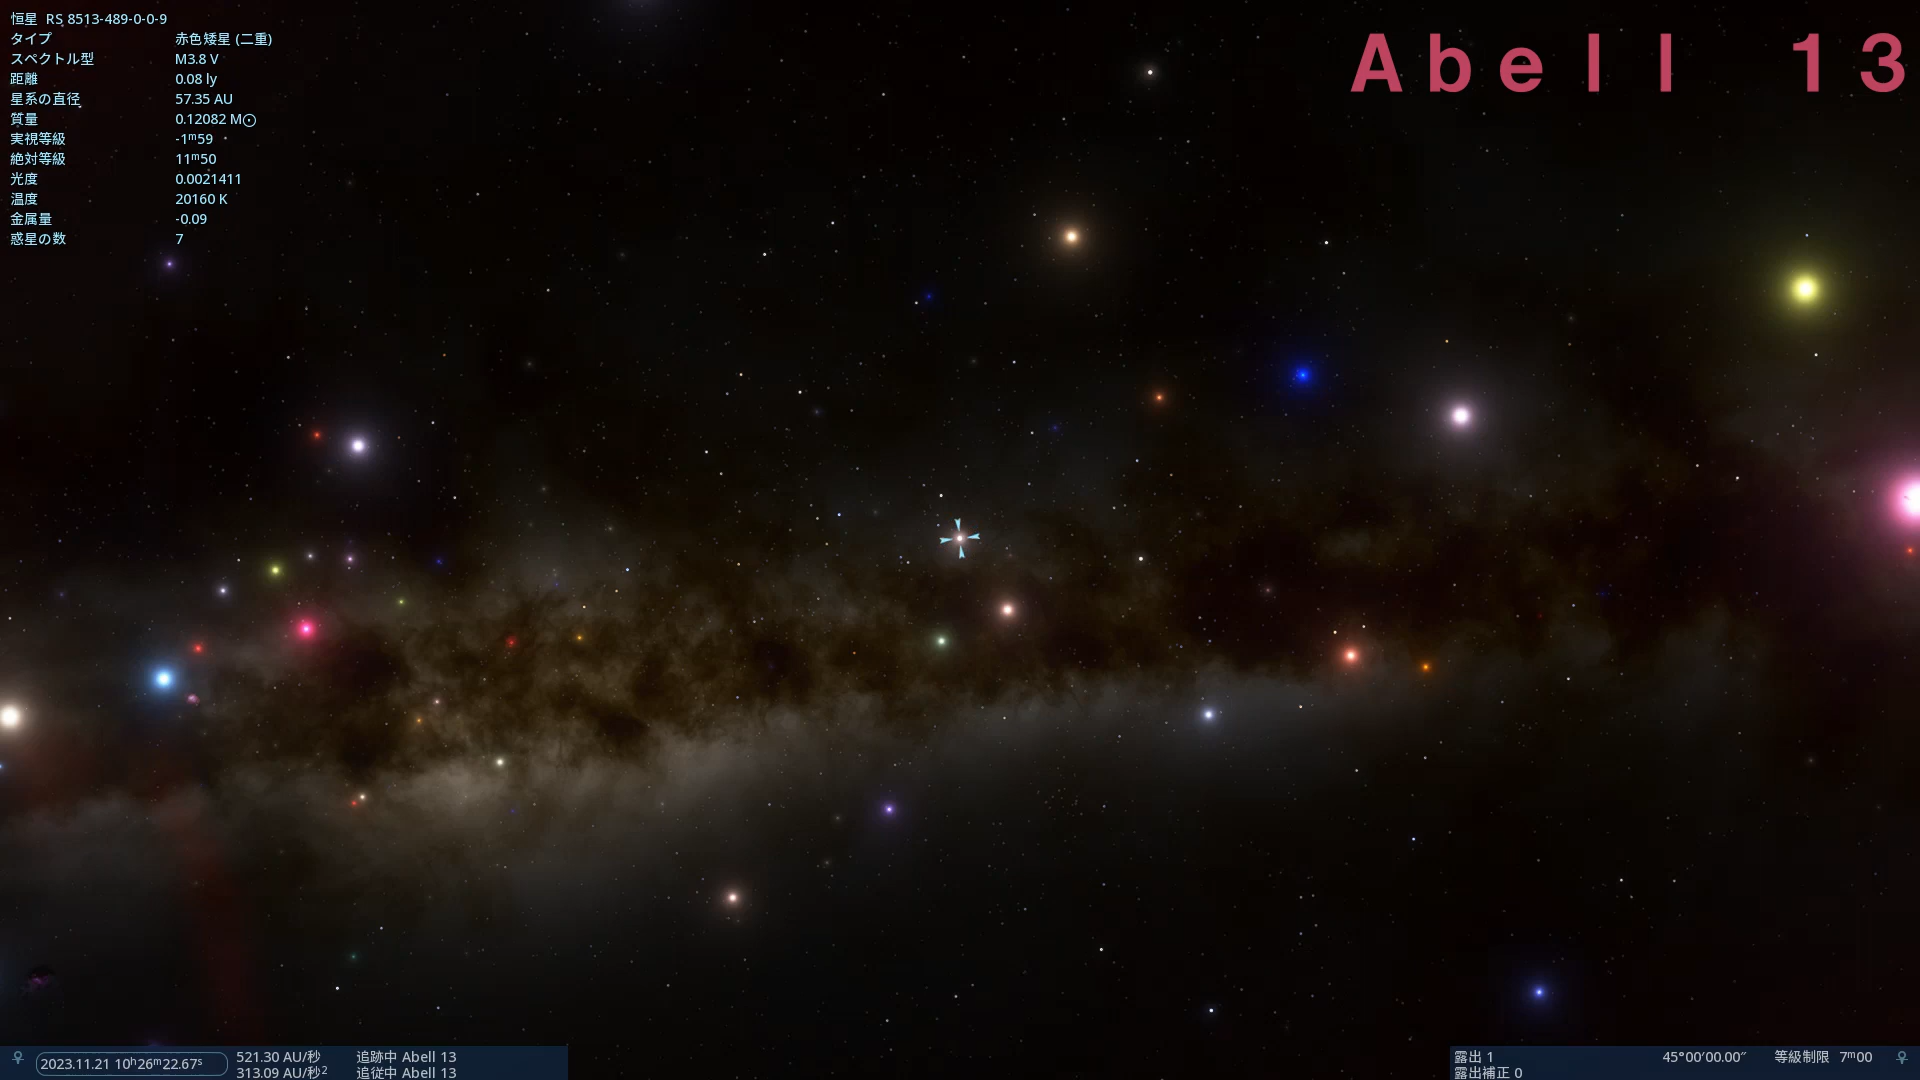 恒星 RS 8513-489-0-0-9
タイプ 赤色矮星 (二重)
スペクトル型 M3.8 V
距離 0.08 ly
星系の直径 57.35 AU
質量 0.12082 M⊙
実視等級 -1ᵐ59
絶対等級 11ᵐ50
光度 0.0021411
温度 20160 K
金属量 -0.09
惑星の数 7
Abell 13
2023.11.21 10ʰ26ᵐ22.67ˢ
521.30 AU/秒 追跡中 Abell 13
313.09 AU/秒² 追従中 Abell 13
露出 1 45°00′00.00″ 等級制限 7ᵐ00
露出補正 0